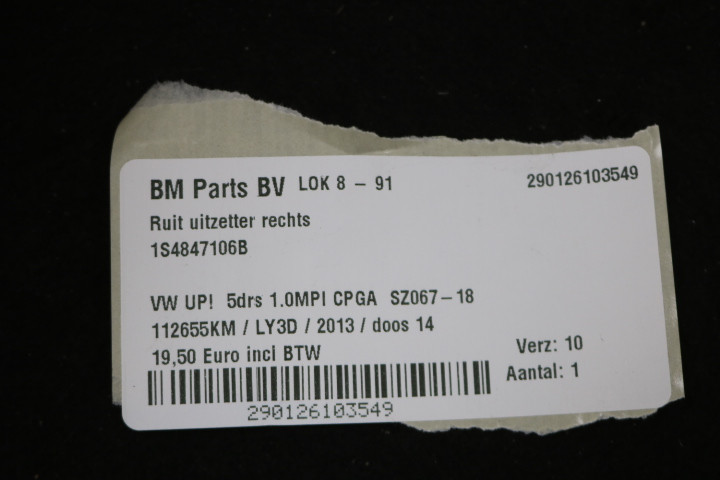 BM Parts BV LOK 8 - 91 290126103549
Ruit uitzetter rechts
1S4847106B
VW UP! 5drs 1.0MPI CPGA SZ067-18
112655KM / LY3D / 2013 / doos 14
19,50 Euro incl BTW
Verz: 10
Aantal: 1
290126103549